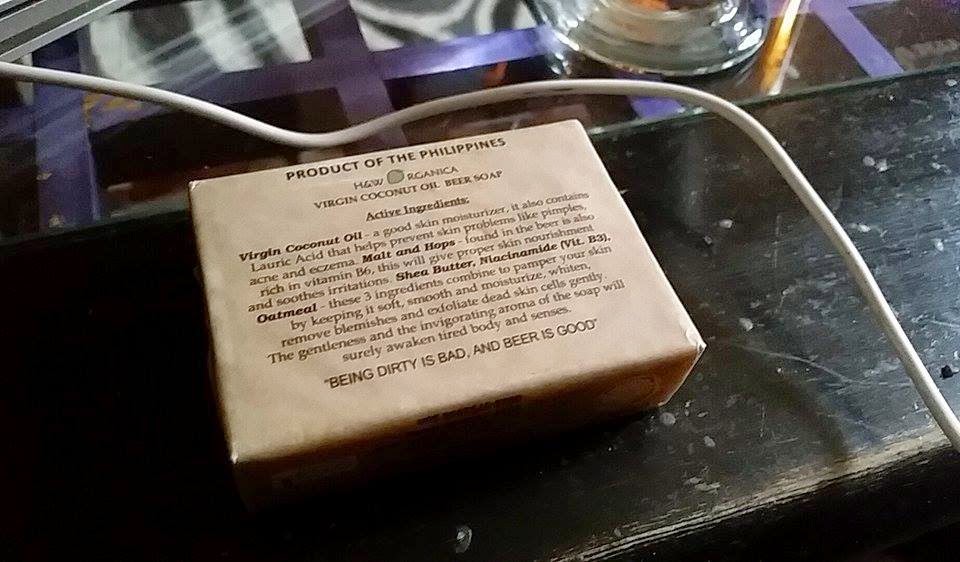 PRODUCT OF THE PHILIPPINES
H&W ORGANICA
VIRGIN COCONUT OIL BEER SOAP
Active Ingredients:
Virgin Coconut Oil - a good skin moisturizer, it also contains
Lauric Acid that helps prevent skin problems like pimples,
acne and eczema. Malt and Hops - found in the beer is also
rich in vitamin B6, this will give proper skin nourishment
and soothes irritations. Shea Butter, Niacinamide (Vit. B3),
Oatmeal - these 3 ingredients combine to pamper your skin
by keeping it soft, smooth and moisturize, whiten,
remove blemishes and exfoliate dead skin cells gently.
The gentleness and the invigorating aroma of the soap will
surely awaken tired body and senses.
"BEING DIRTY IS BAD, AND BEER IS GOOD"